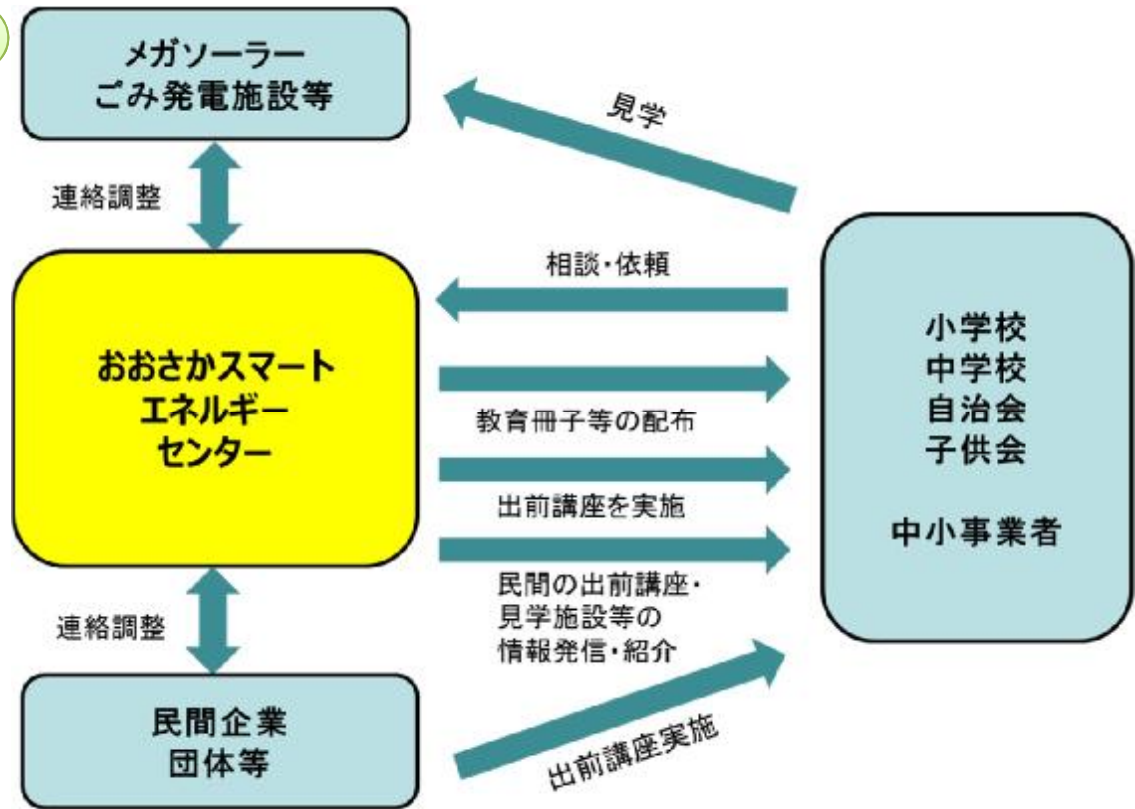 メガソーラー
ごみ発電施設等
見学
連絡調整
相談・依頼
おおさかスマート
エネルギー
センター
教育冊子等の配布
出前講座を実施
民間の出前講座・
見学施設等の
情報発信・紹介
小学校
中学校
自治会
子供会
中小事業者
連絡調整
民間企業
団体等
出前講座実施